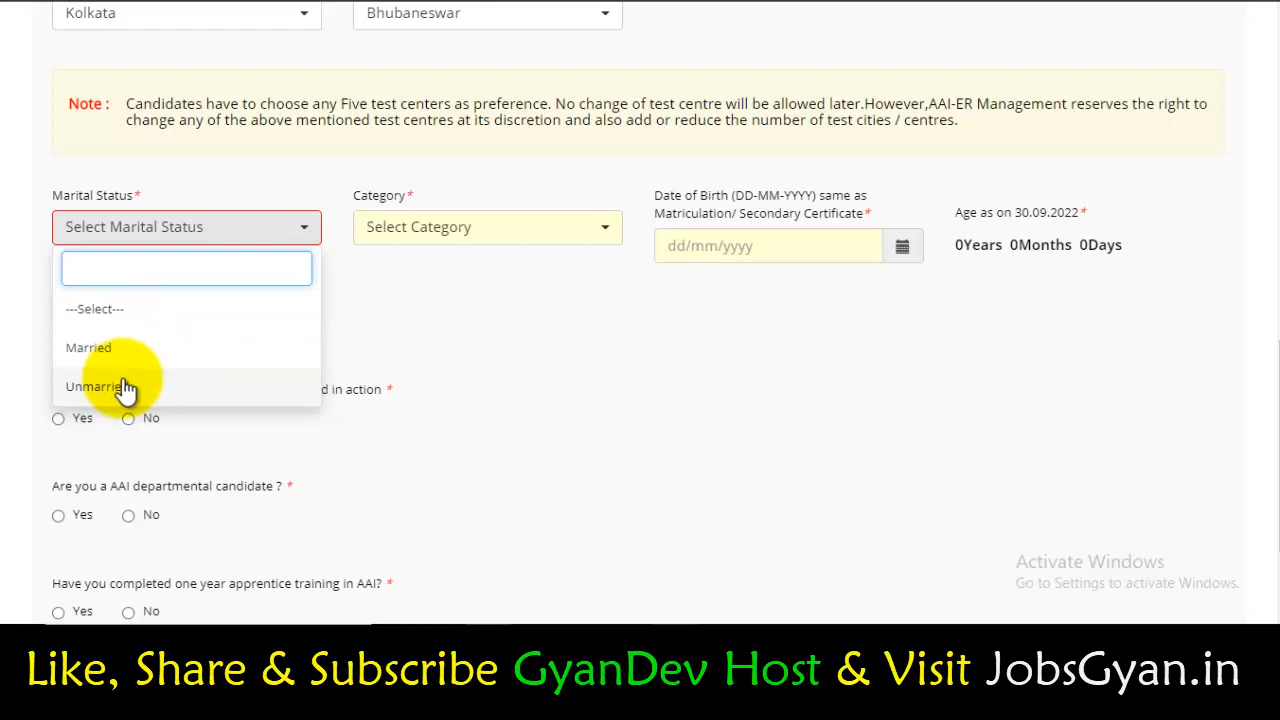 Kolkata
Bhubaneswar
Note : Candidates have to choose any Five test centers as preference. No change of test centre will be allowed later.However,AAI-ER Management reserves the right to
change any of the above mentioned test centres at its discretion and also add or reduce the number of test cities / centres.
Marital Status*
Category*
Date of Birth (DD-MM-YYYY) same as
Matriculation/ Secondary Certificate*
Age as on 30.09.2022*
Select Marital Status
Select Category
dd/mm/yyyy
0Years 0Months 0Days
---Select---
Married
d in action *
Yes No
Are you a AAI departmental candidate ? *
Yes No
Have you completed one year apprentice training in AAI? *
Yes No
Activate Windows
Go to Settings to activate Windows.
Like, Share & Subscribe GyanDev Host & Visit JobsGyan.in